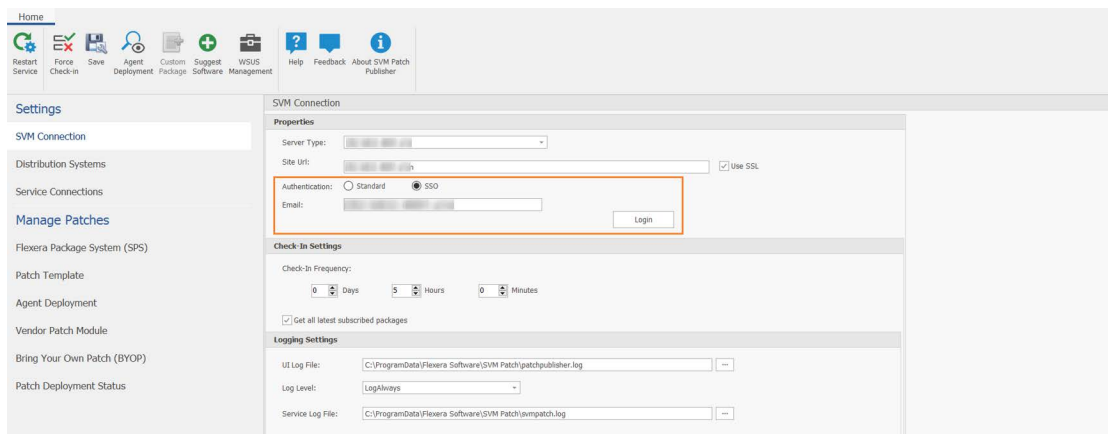 Home
Restart Service
Force Check-in
Save
Agent Deployment
Custom Package
Suggest Software
WSUS Management
Help
Feedback
About SVM Patch Publisher
Settings
SVM Connection
Distribution Systems
Service Connections
Manage Patches
Flexera Package System (SPS)
Patch Template
Agent Deployment
Vendor Patch Module
Bring Your Own Patch (BYOP)
Patch Deployment Status
SVM Connection
Properties
Server Type:
Site Url: Use SSL
Authentication: Standard SSO
Email:
Login
Check-In Settings
Check-In Frequency:
0 Days 5 Hours 0 Minutes
Get all latest subscribed packages
Logging Settings
UI Log File: C:\ProgramData\Flexera Software\SVM Patch\patchpublisher.log ...
Log Level: LogAlways
Service Log File: C:\ProgramData\Flexera Software\SVM Patch\svmpatch.log ...